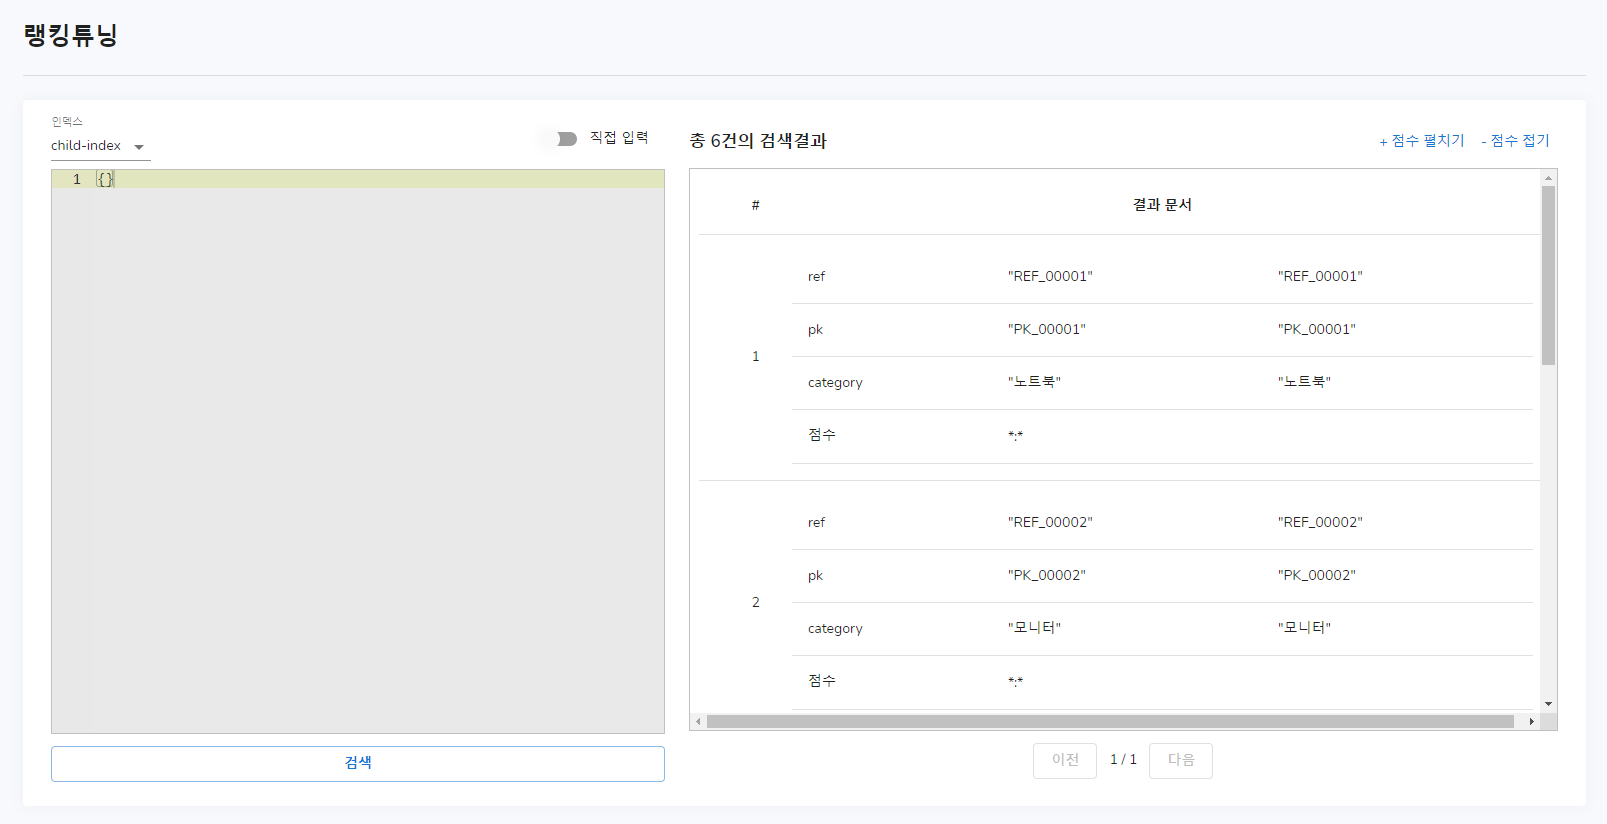 랭킹튜닝
인덱스
child-index
직접 입력
1 {}
검색
총 6건의 검색결과
+ 점수 펼치기 - 점수 접기
# 결과 문서
1
ref "REF_00001" "REF_00001"
pk "PK_00001" "PK_00001"
category "노트북" "노트북"
점수 *:*
2
ref "REF_00002" "REF_00002"
pk "PK_00002" "PK_00002"
category "모니터" "모니터"
점수 *:*
이전 1 / 1 다음